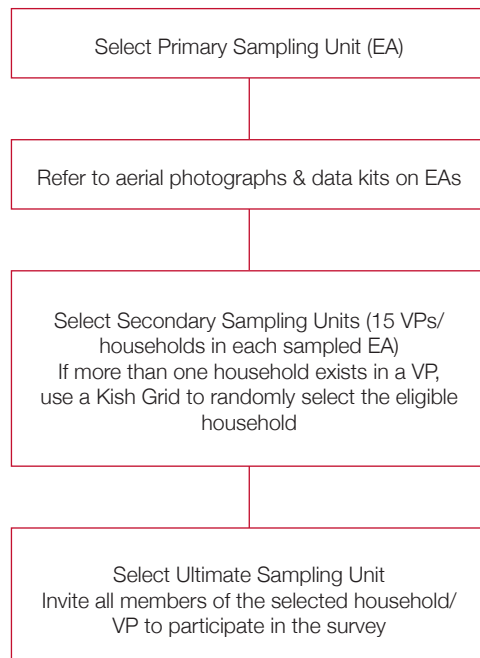 Select Primary Sampling Unit (EA)
Refer to aerial photographs & data kits on EAs
Select Secondary Sampling Units (15 VPs/
households in each sampled EA)
If more than one household exists in a VP,
use a Kish Grid to randomly select the eligible
household
Select Ultimate Sampling Unit
Invite all members of the selected household/
VP to participate in the survey